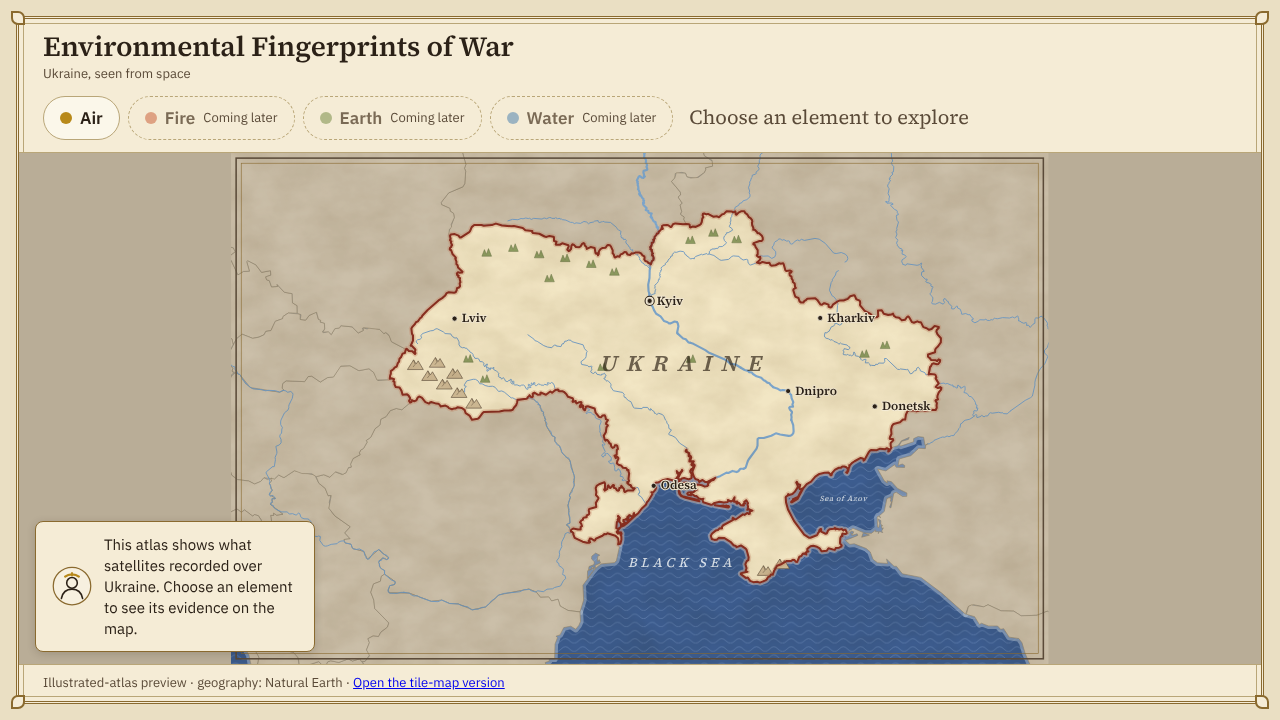 Environmental Fingerprints of War
Ukraine, seen from space
Air
Fire Coming later
Earth Coming later
Water Coming later
Choose an element to explore
Kyiv
Lviv
Kharkiv
UKRAINE
Dnipro
Donetsk
Odesa
Sea of Azov
BLACK SEA
This atlas shows what
satellites recorded over
Ukraine. Choose an element
to see its evidence on the
map.
Illustrated-atlas preview · geography: Natural Earth · Open the tile-map version